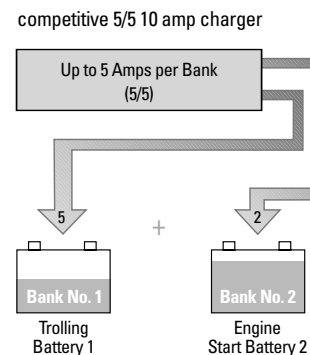 competitive 5/5 10 amp charger
Up to 5 Amps per Bank
(5/5)
5
+
2
Bank No. 1
Bank No. 2
Trolling
Battery 1
Engine
Start Battery 2